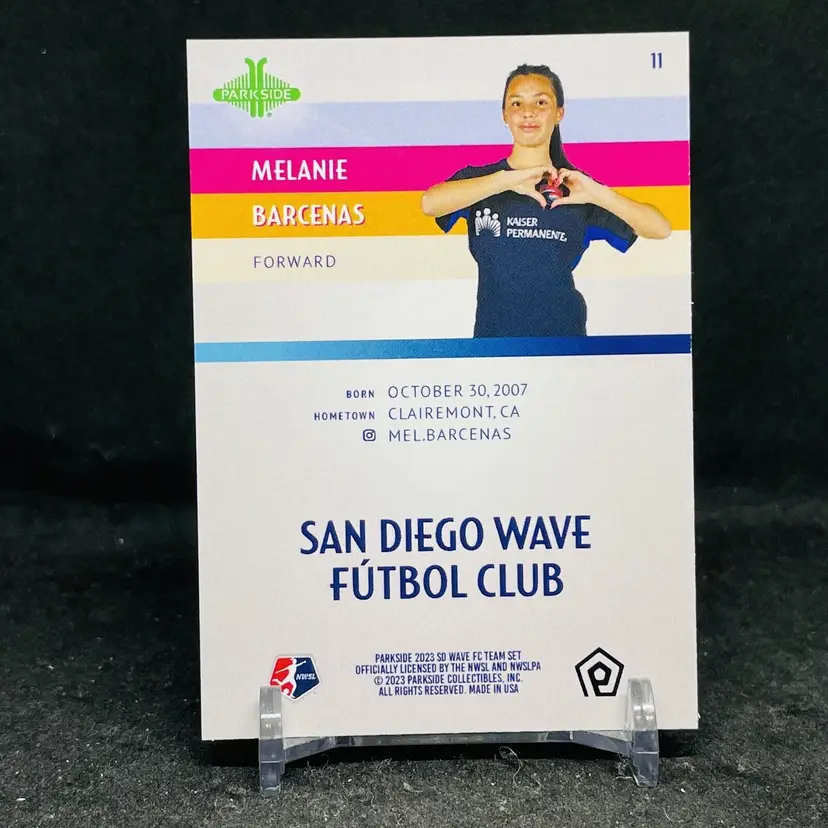 PARKSIDE
11
MELANIE
BARCENAS
FORWARD
KAISER
PERMANENTE
BORN OCTOBER 30, 2007
HOMETOWN CLAIREMONT, CA
MEL.BARCENAS
SAN DIEGO WAVE
FÚTBOL CLUB
NWSL
PARKSIDE 2023 SD WAVE FC TEAM SET
OFFICIALLY LICENSED BY THE NWSL AND NWSLPA
© 2023 PARKSIDE COLLECTIBLES, INC.
ALL RIGHTS RESERVED. MADE IN USA